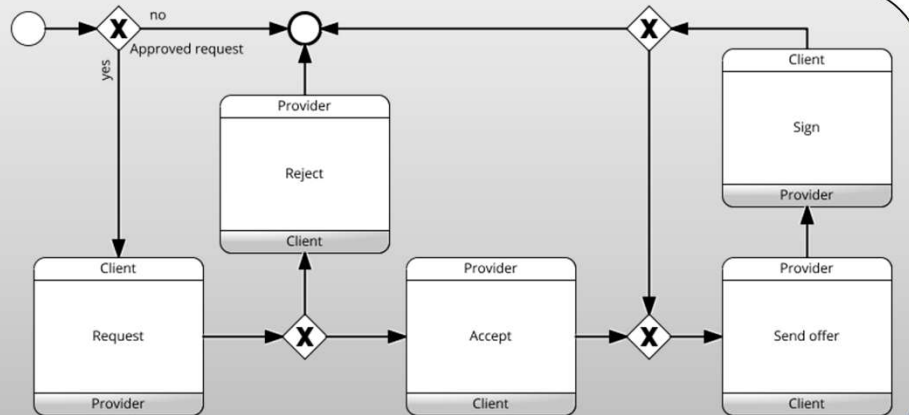 no
Approved request
yes
Client
Sign
Provider
Provider
Reject
Client
Client
Request
Provider
Provider
Accept
Client
Provider
Send offer
Client